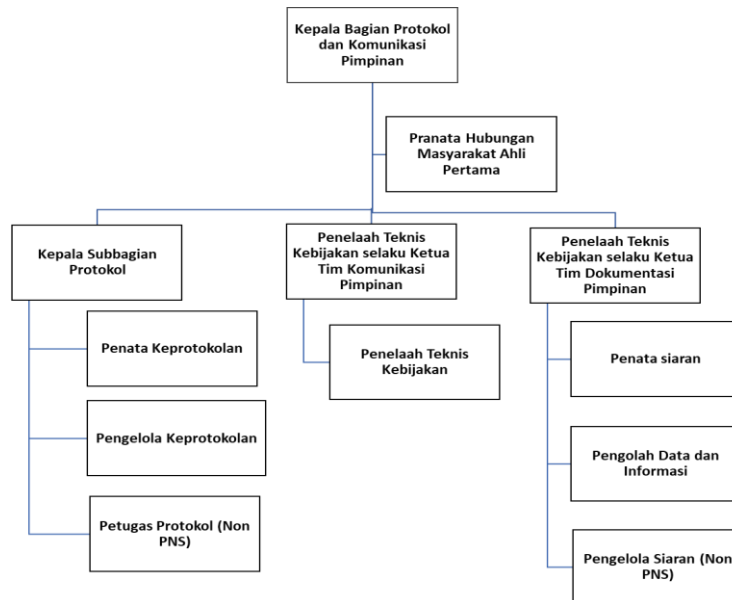 Kepala Bagian Protokol
dan Komunikasi
Pimpinan
Pranata Hubungan
Masyarakat Ahli
Pertama
Kepala Subbagian
Protokol
Penata Keprotokolan
Pengelola Keprotokolan
Petugas Protokol (Non
PNS)
Penelaah Teknis
Kebijakan selaku Ketua
Tim Komunikasi
Pimpinan
Penelaah Teknis
Kebijakan
Penelaah Teknis
Kebijakan selaku Ketua
Tim Dokumentasi
Pimpinan
Penata siaran
Pengolah Data dan
Informasi
Pengelola Siaran (Non
PNS)